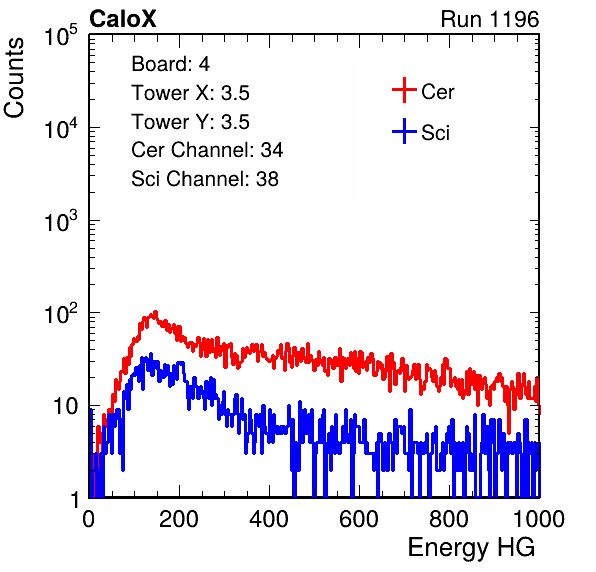 CaloX Run 1196
Counts
10^5
10^4
10^3
10^2
10
1
Board: 4
Tower X: 3.5
Tower Y: 3.5
Cer Channel: 34
Sci Channel: 38
Cer
Sci
0 200 400 600 800 1000
Energy HG